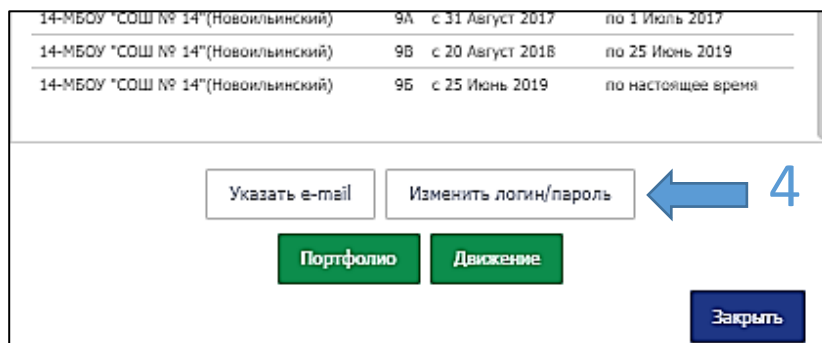 14-МБОУ "СОШ № 14"(Новоильинский) 9А с 31 Август 2017 по 1 Июль 2017
14-МБОУ "СОШ № 14"(Новоильинский) 9В с 20 Август 2018 по 25 Июнь 2019
14-МБОУ "СОШ № 14"(Новоильинский) 9Б с 25 Июнь 2019 по настоящее время
Указать e-mail Изменить логин/пароль 4
Портфолио Движение
Закрыть